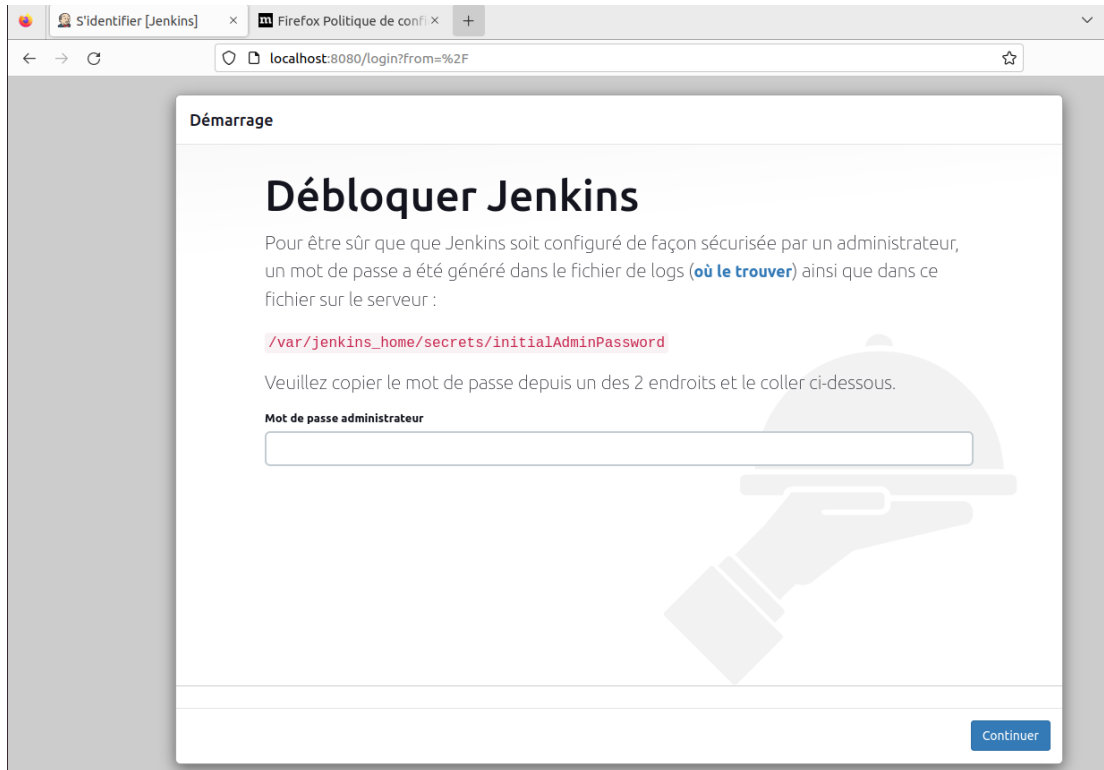 S'identifier [Jenkins]
Firefox Politique de confi
localhost:8080/login?from=%2F
Démarrage
Débloquer Jenkins
Pour être sûr que que Jenkins soit configuré de façon sécurisée par un administrateur,
un mot de passe a été généré dans le fichier de logs (où le trouver) ainsi que dans ce
fichier sur le serveur :
/var/jenkins_home/secrets/initialAdminPassword
Veuillez copier le mot de passe depuis un des 2 endroits et le coller ci-dessous.
Mot de passe administrateur
Continuer